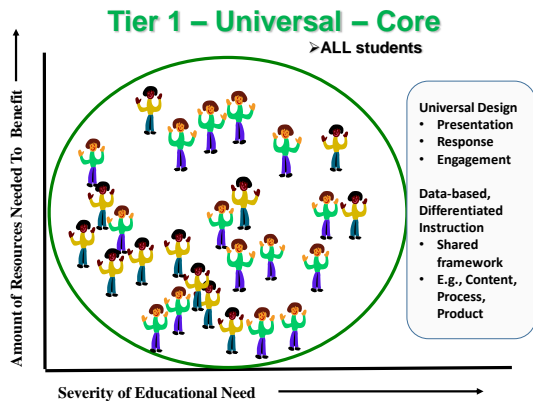 Tier 1 – Universal – Core
➢ALL students
Amount of Resources Needed To Benefit
Universal Design
• Presentation
• Response
• Engagement
Data-based,
Differentiated
Instruction
• Shared
framework
• E.g., Content,
Process,
Product
Severity of Educational Need